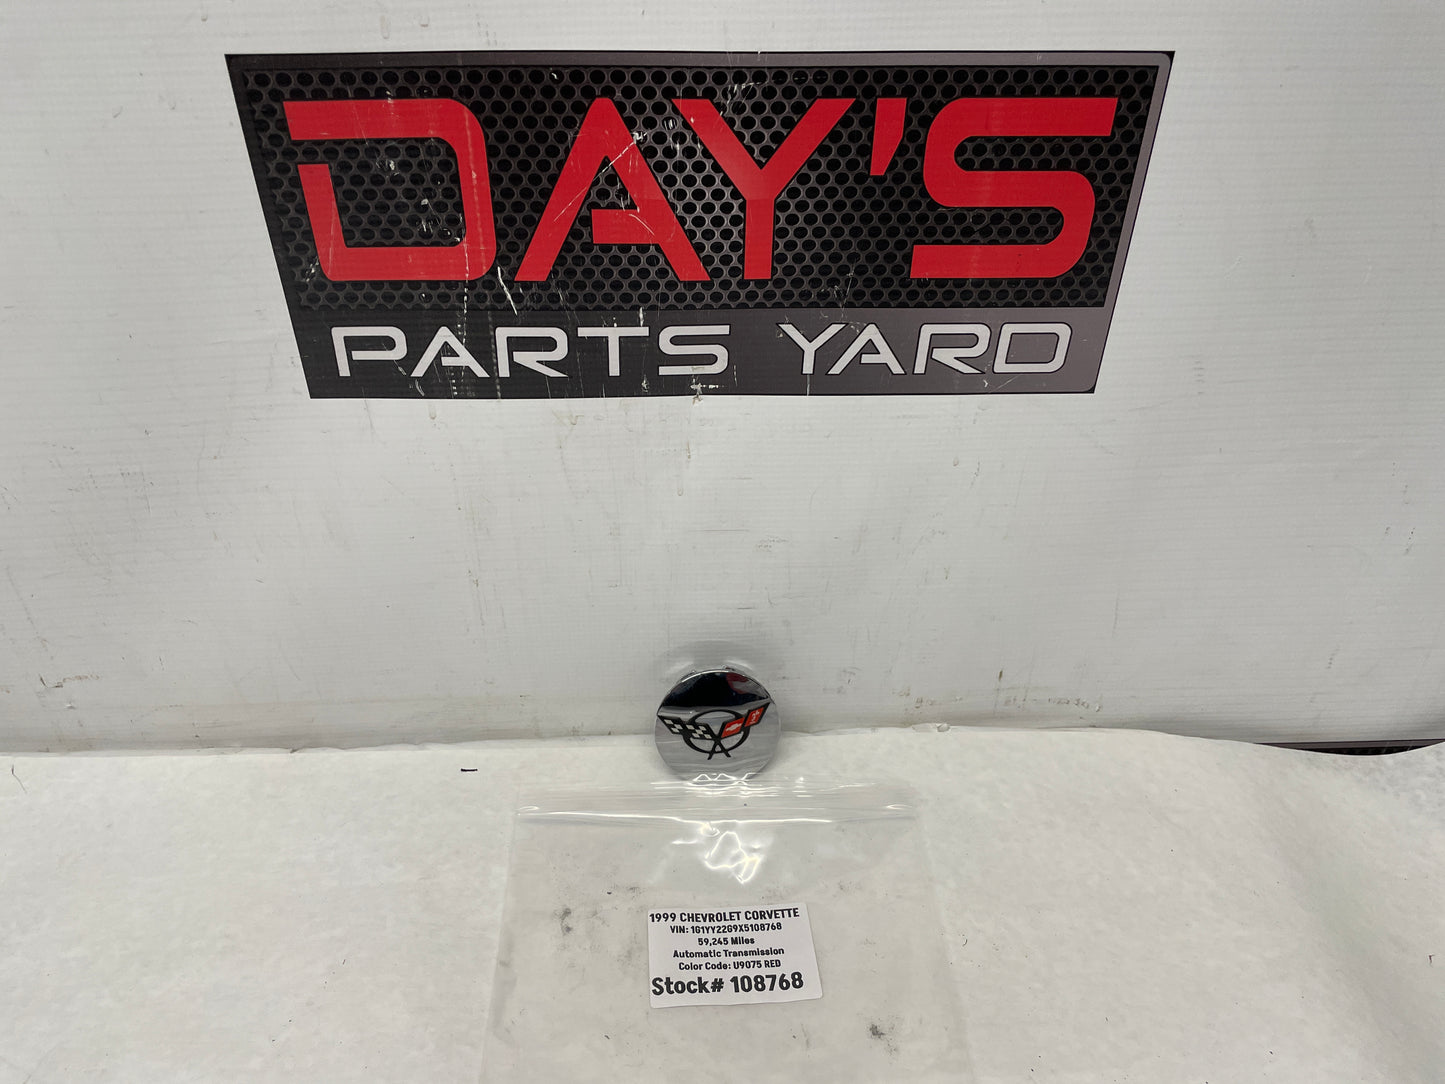 DAY'S
PARTS YARD
1999 CHEVROLET CORVETTE
VIN: 1G1YY22G9X5108768
59,245 Miles
Automatic Transmission
Color Code: U9075 RED
Stock# 108768